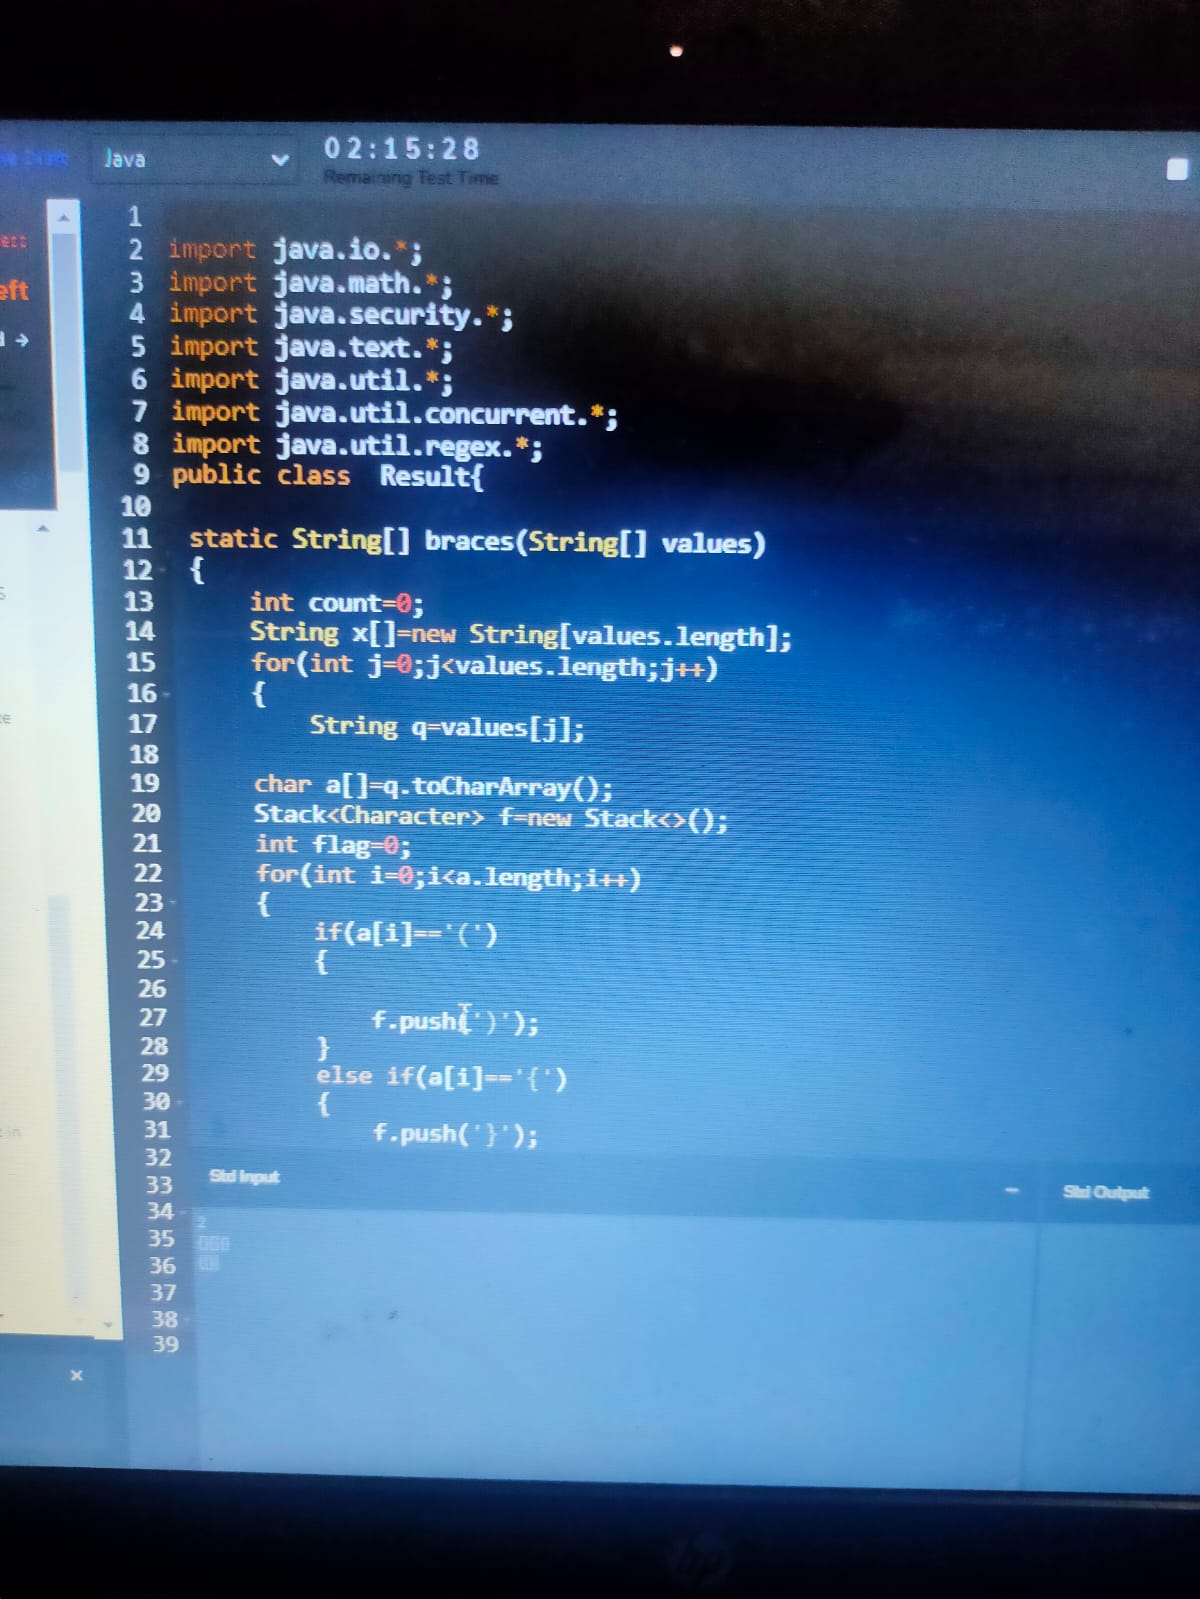 Java
02:15:28
Remaining Test Time
eft
1
2 import java.io.*;
3 import java.math.*;
4 import java.security.*;
5 import java.text.*;
6 import java.util.*;
7 import java.util.concurrent.*;
8 import java.util.regex.*;
9 public class  Result{
10
11 static String[] braces(String[] values)
12 {
13 int count=0;
14 String x[]=new String[values.length];
15 for(int j=0;j<values.length;j++)
16 {
17 String q=values[j];
18
19 char a[]=q.toCharArray();
20 Stack<Character> f=new Stack<>();
21 int flag=0;
22 for(int i=0;i<a.length;i++)
23 {
24 if(a[i]=='(')
25 {
26
27 f.push(')');
28 }
29 else if(a[i]=='{')
30 {
31 f.push('}');
32
33
34
35
36
37
38
39
Std Input
Std Output
2
hp